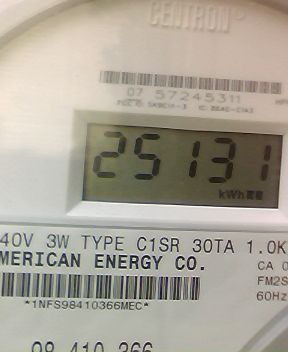 CENTRON®
07 57245311
25131
kWh
40V 3W TYPE C1SR 30TA 1.0K
MERICAN ENERGY CO. CA 0
FM2S
60Hz
*1NFS98410366MEC*
98 410 366